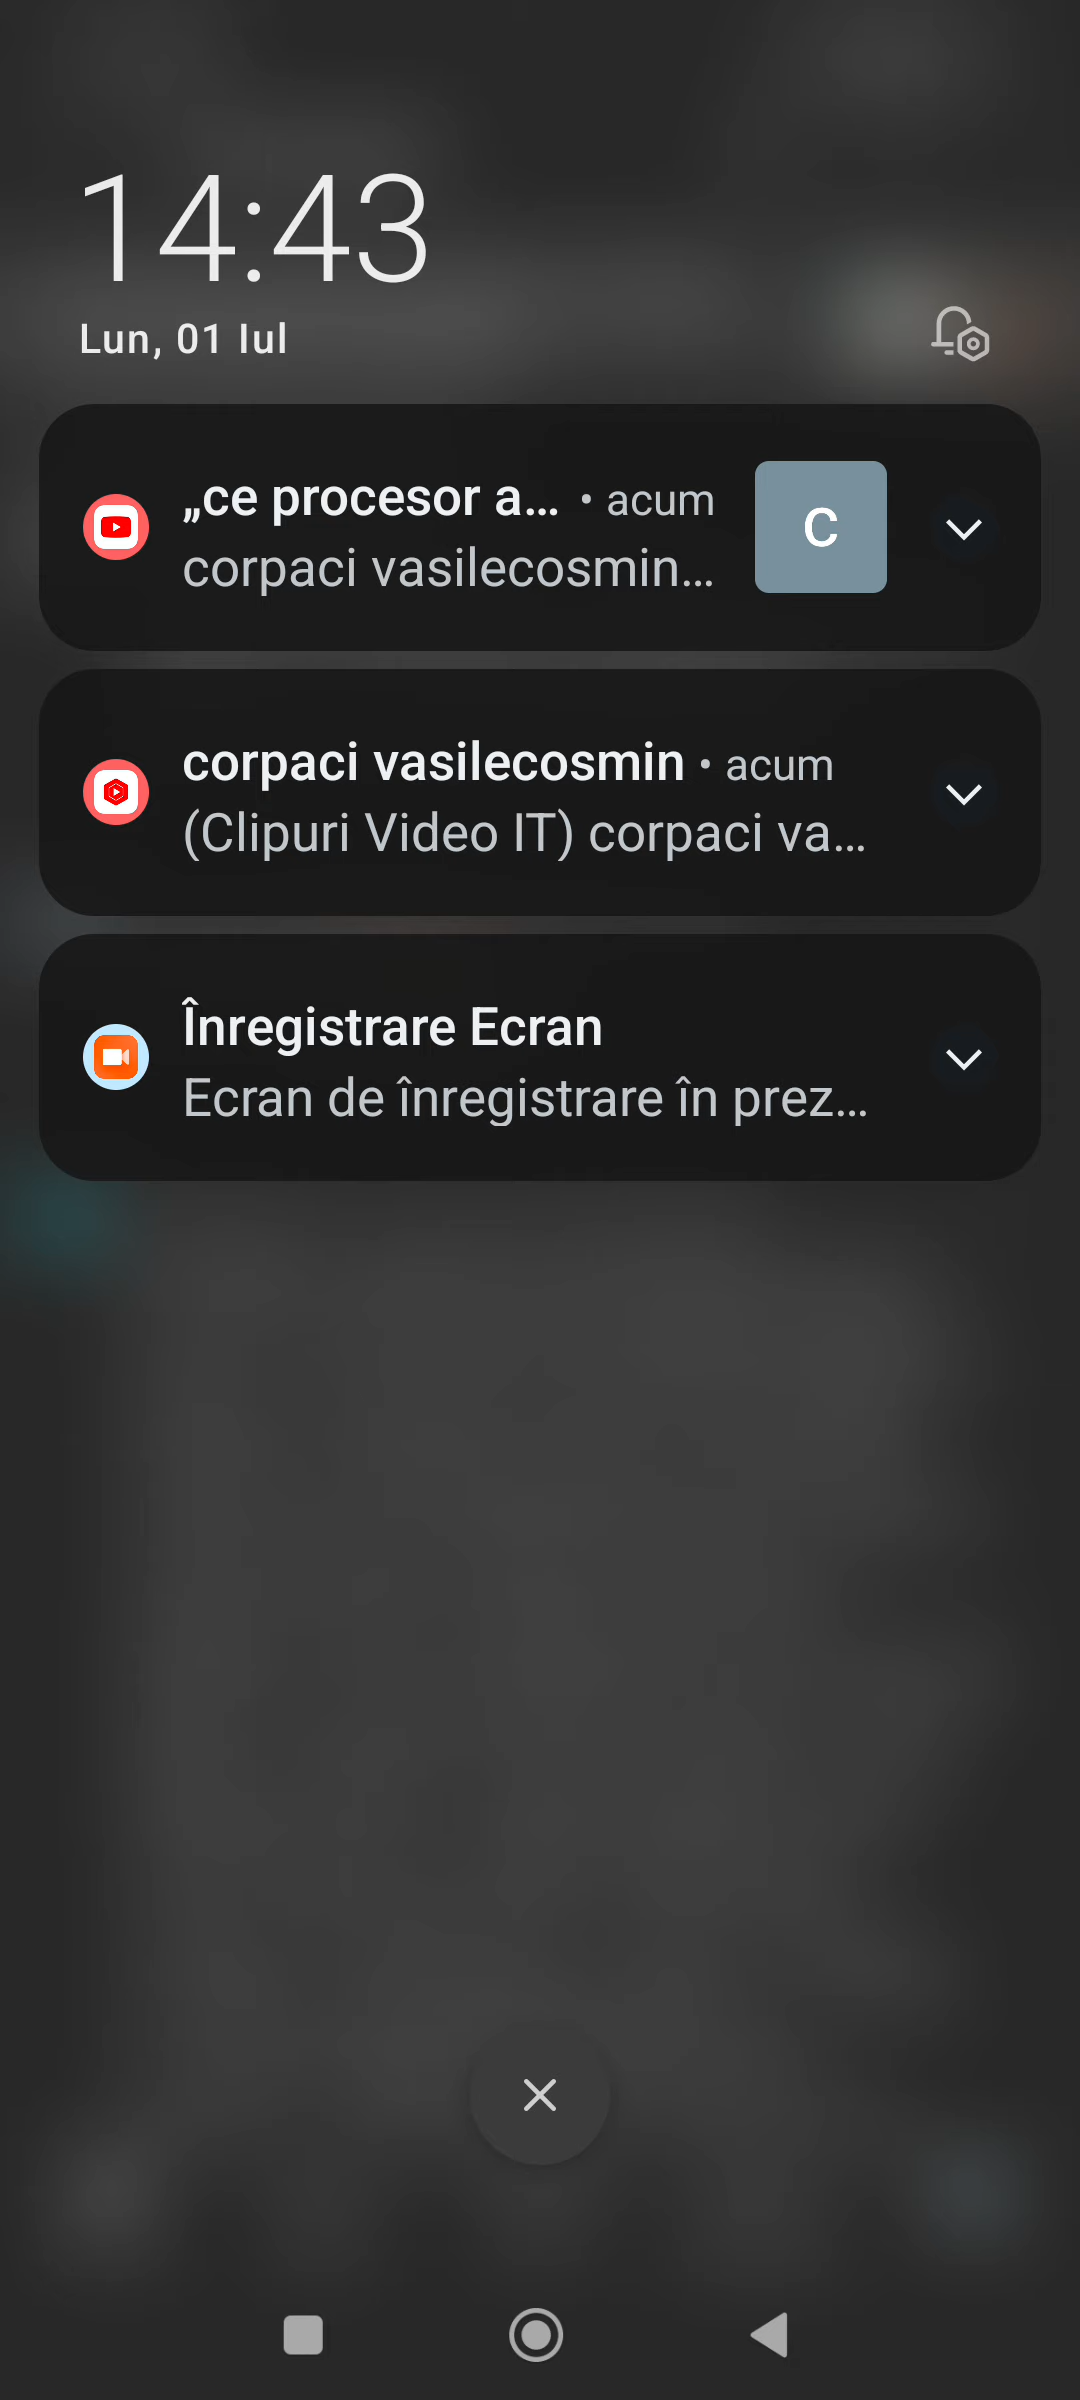 14:43
Lun, 01 Iul
„ce procesor a... • acum
corpaci vasilecosmin...
C
corpaci vasilecosmin • acum
(Clipuri Video IT) corpaci va...
Înregistrare Ecran
Ecran de înregistrare în prez...